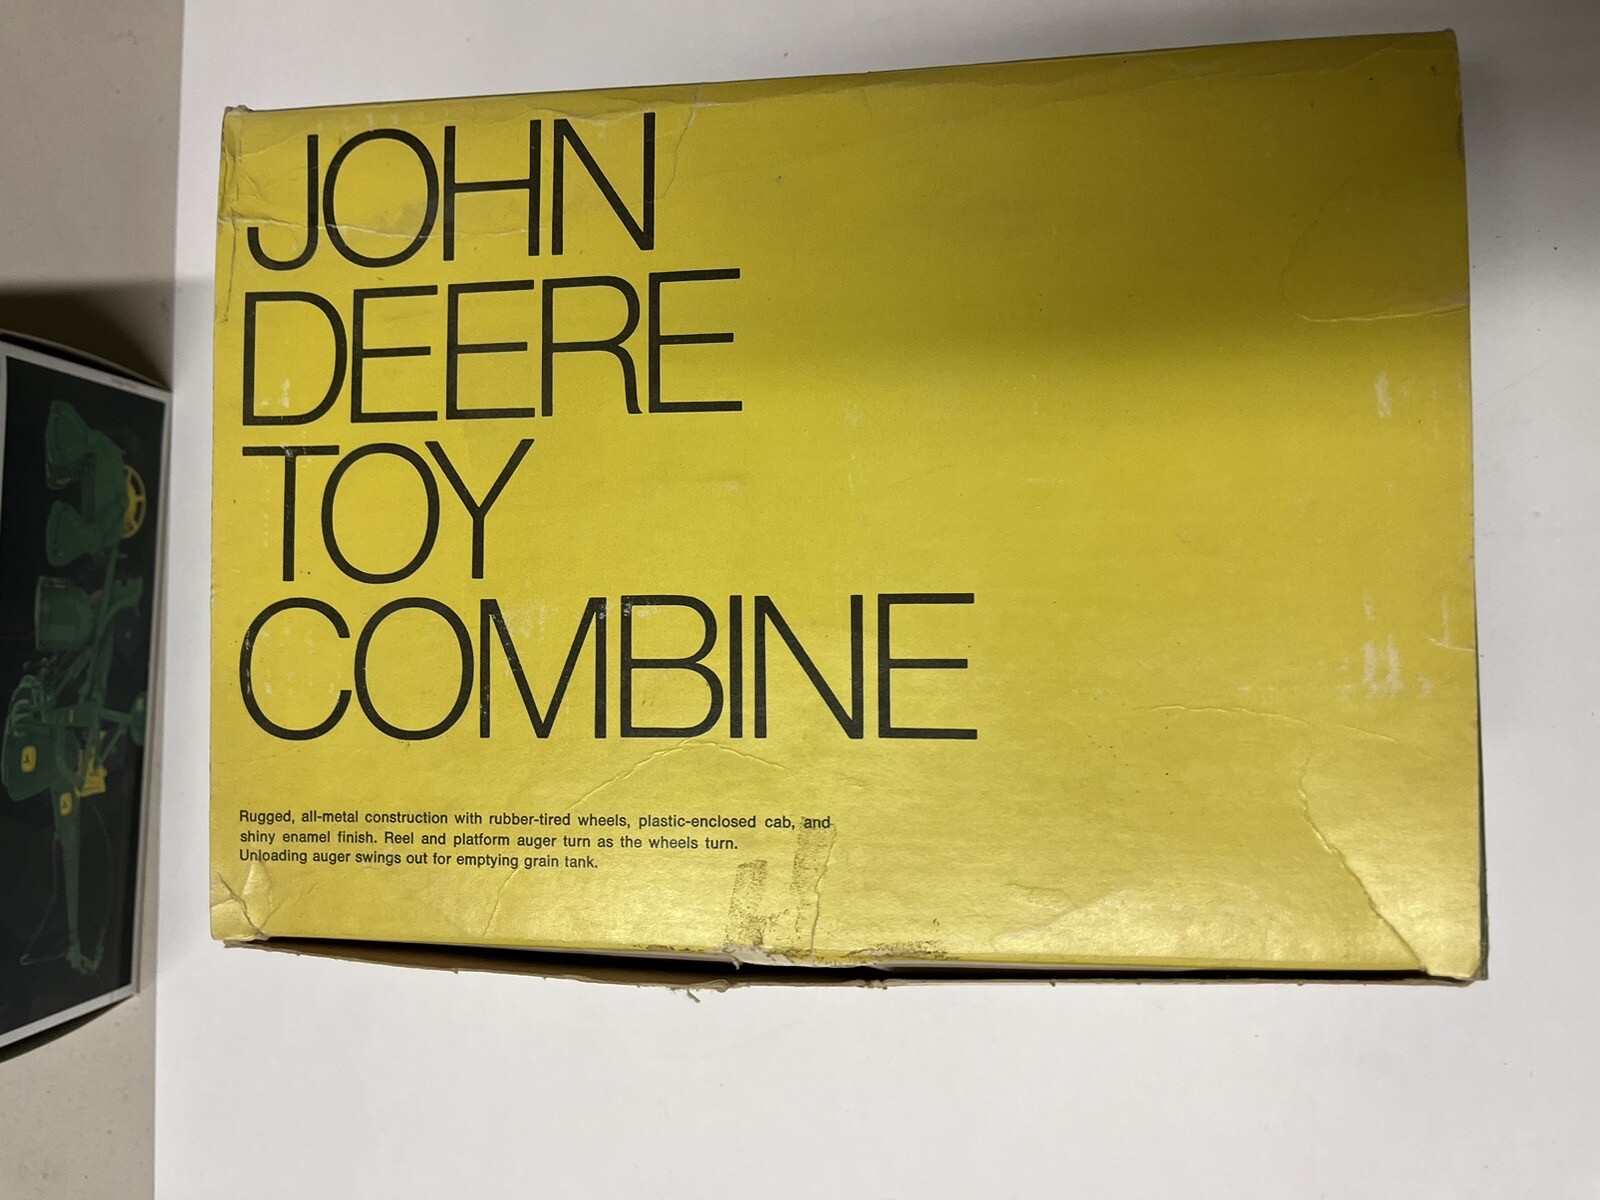 JOHN
DEERE
TOY
COMBINE
Rugged, all-metal construction with rubber-tired wheels, plastic-enclosed cab, and
shiny enamel finish. Reel and platform auger turn as the wheels turn.
Unloading auger swings out for emptying grain tank.